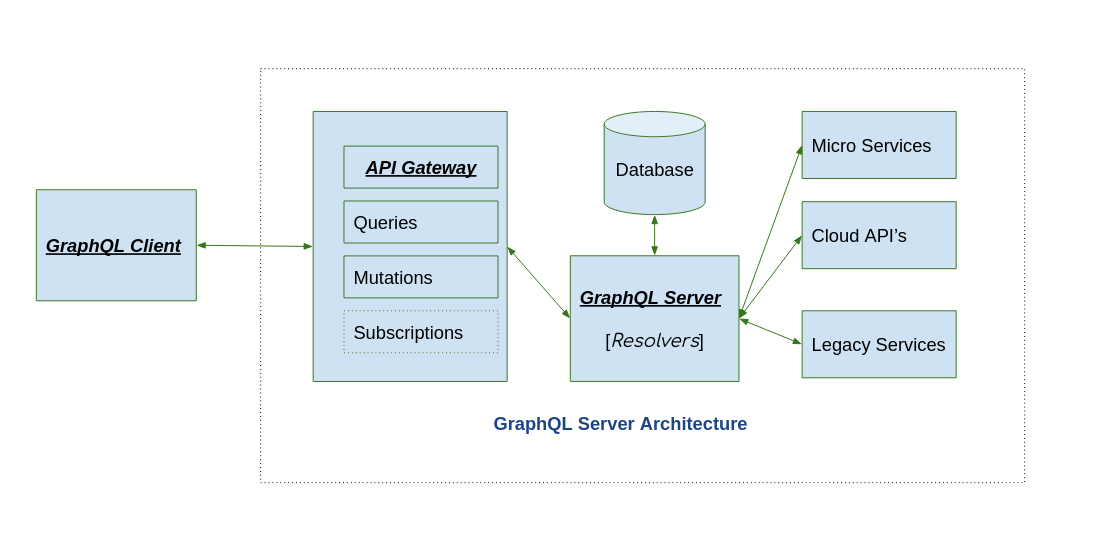 GraphQL Client
API Gateway
Queries
Mutations
Subscriptions
Database
GraphQL Server
[Resolvers]
Micro Services
Cloud API’s
Legacy Services
GraphQL Server Architecture